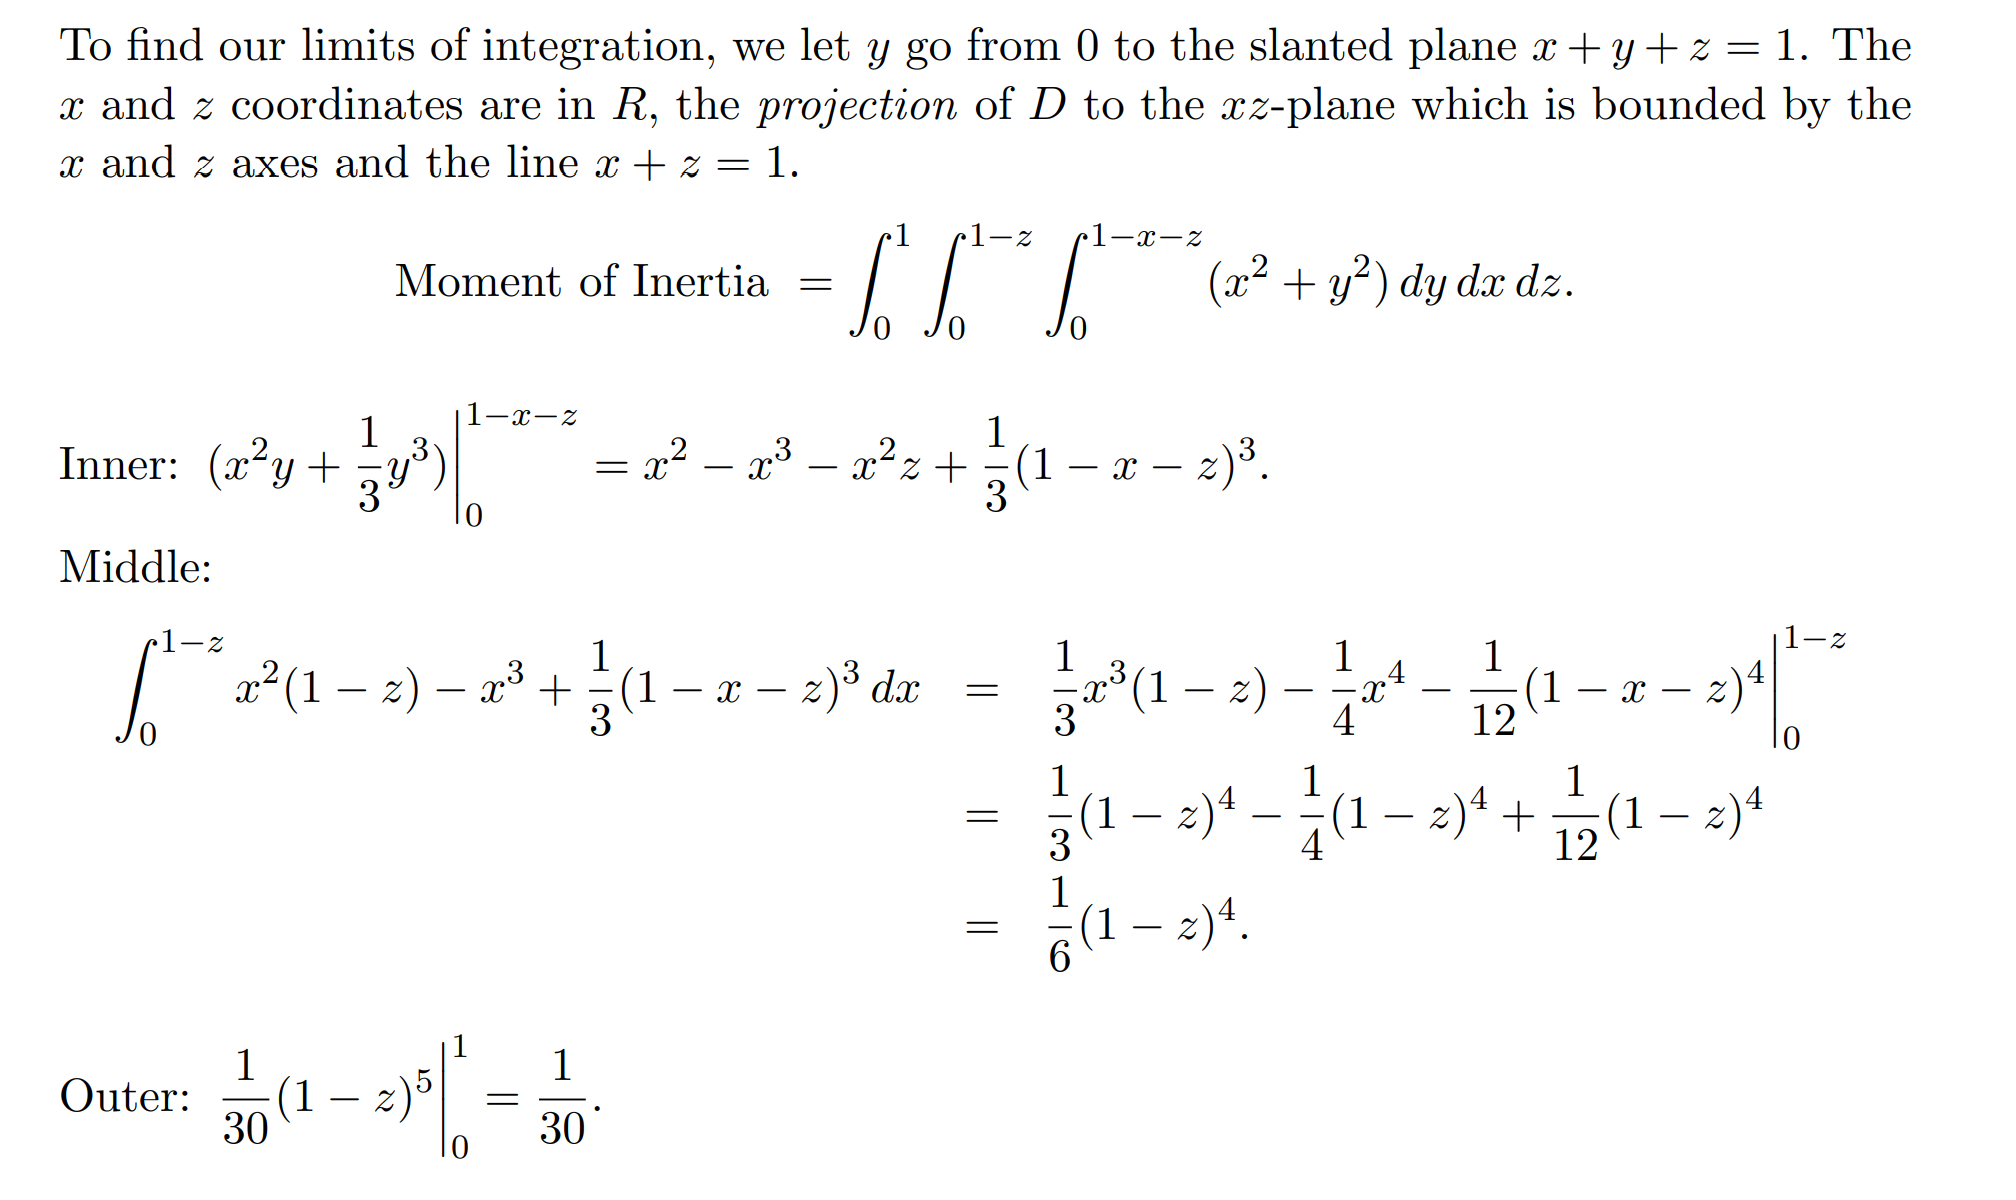 To find our limits of integration, we let $y$ go from 0 to the slanted plane $x + y + z = 1$. The
$x$ and $z$ coordinates are in $R$, the *projection* of $D$ to the $xz$-plane which is bounded by the
$x$ and $z$ axes and the line $x + z = 1$.
Moment of Inertia $= \int_0^1 \int_0^{1-z} \int_0^{1-x-z} (x^2 + y^2)\, dy\, dx\, dz.$
Inner: $(x^2 y + \frac{1}{3} y^3)\Big|_0^{1-x-z} = x^2 - x^3 - x^2 z + \frac{1}{3}(1 - x - z)^3.$
Middle:
$\int_0^{1-z} x^2(1 - z) - x^3 + \frac{1}{3}(1 - x - z)^3\, dx = \frac{1}{3}x^3(1 - z) - \frac{1}{4}x^4 - \frac{1}{12}(1 - x - z)^4\Big|_0^{1-z}$
$= \frac{1}{3}(1 - z)^4 - \frac{1}{4}(1 - z)^4 + \frac{1}{12}(1 - z)^4$
$= \frac{1}{6}(1 - z)^4.$
Outer: $\frac{1}{30}(1 - z)^5\Big|_0^1 = \frac{1}{30}.$